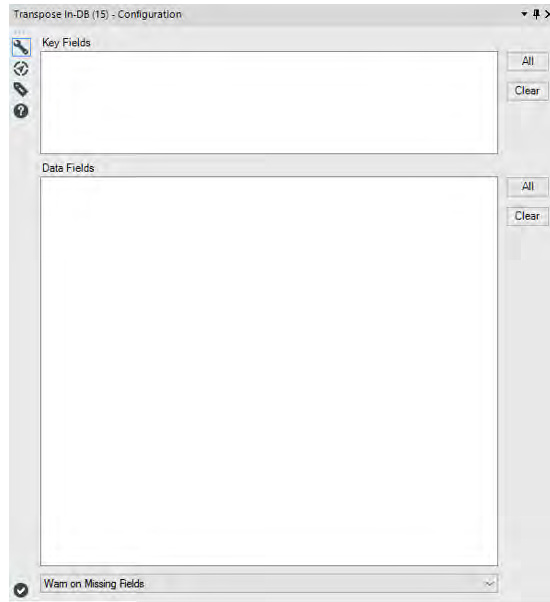 Transpose In-DB (15) - Configuration
Key Fields
All
Clear
Data Fields
All
Clear
Warn on Missing Fields